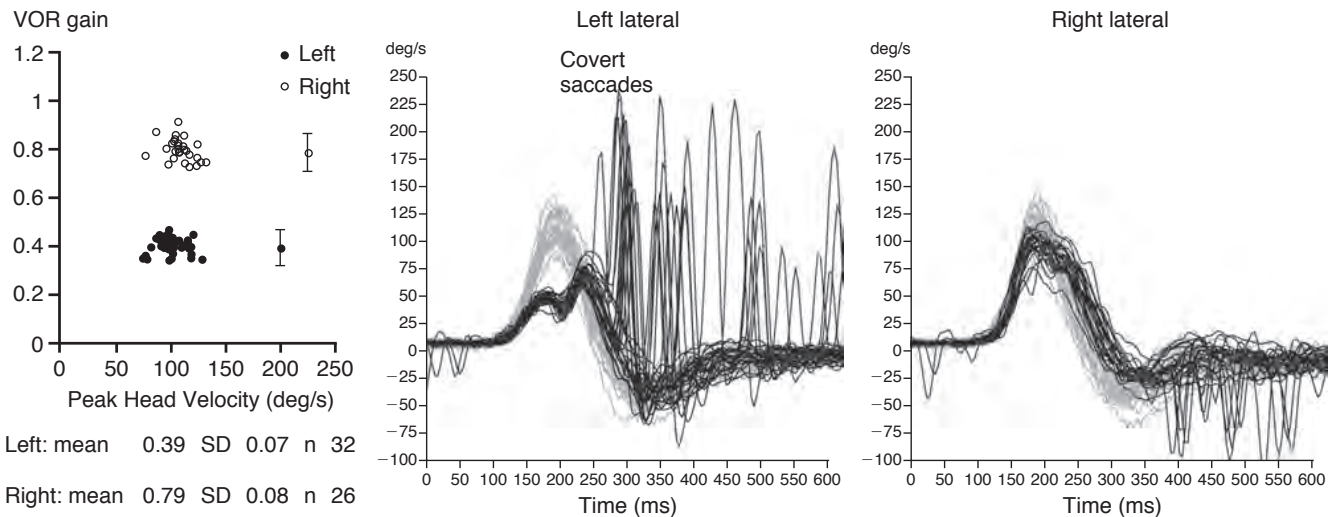 VOR gain
1.2
1
0.8
0.6
0.4
0.2
0
Left
Right
0 50 100 150 200 250
Peak Head Velocity (deg/s)
Left: mean 0.39 SD 0.07 n 32
Right: mean 0.79 SD 0.08 n 26
Left lateral
deg/s
Covert
saccades
250
225
200
175
150
125
100
75
50
25
0
−25
−50
−75
−100
0 50 100 150 200 250 300 350 400 450 500 550 600
Time (ms)
Right lateral
deg/s
250
225
200
175
150
125
100
75
50
25
0
−25
−50
−75
−100
0 50 100 150 200 250 300 350 400 450 500 550 600
Time (ms)